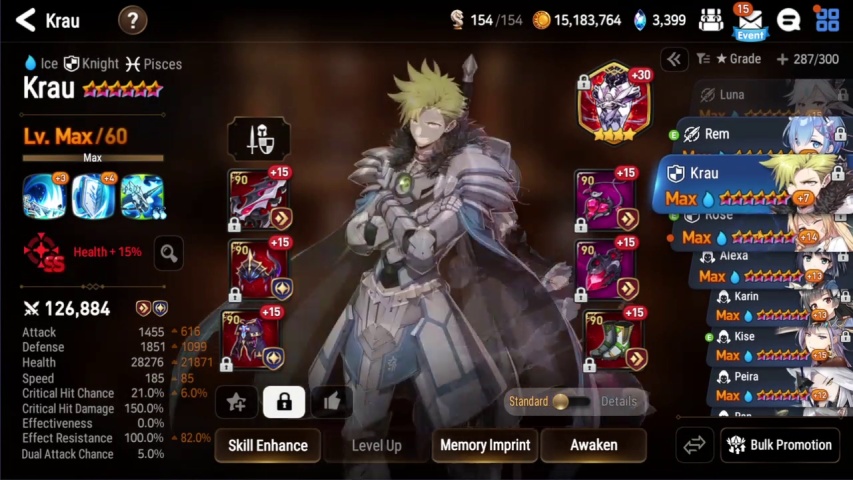 Krau
?
154/154
15,183,764
3,399
15
Event
Ice Knight Pisces
Krau
Lv. Max/60
Max
+3
+4
SS
Health + 15%
126,884
Attack 1455 616
Defense 1851 1099
Health 28276 21871
Speed 185 85
Critical Hit Chance 21.0% 6.0%
Critical Hit Damage 150.0%
Effectiveness 0.0%
Effect Resistance 100.0% 82.0%
Dual Attack Chance 5.0%
90 +15
90 +15
90 +15
+30
90 +15
90 +15
90 +15
Standard Details
Skill Enhance
Level Up
Memory Imprint
Awaken
Grade
287/300
Luna
E Rem
Krau
Max +7
Rose
Max +14
Alexa
Max +13
Karin
Max +13
E Kise
Max +15
Peira
Max +12
Bulk Promotion